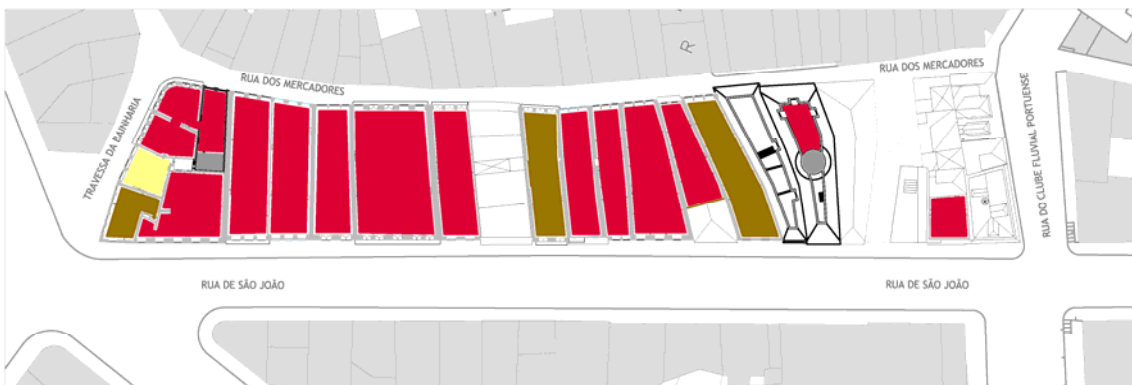 R
RUA DOS MERCADORES
RUA DOS MERCADORES
TRAVESSA DA BAINHARIA
RUA DO CLUBE FLUVIAL PORTUENSE
RUA DE SÃO JOÃO
RUA DE SÃO JOÃO